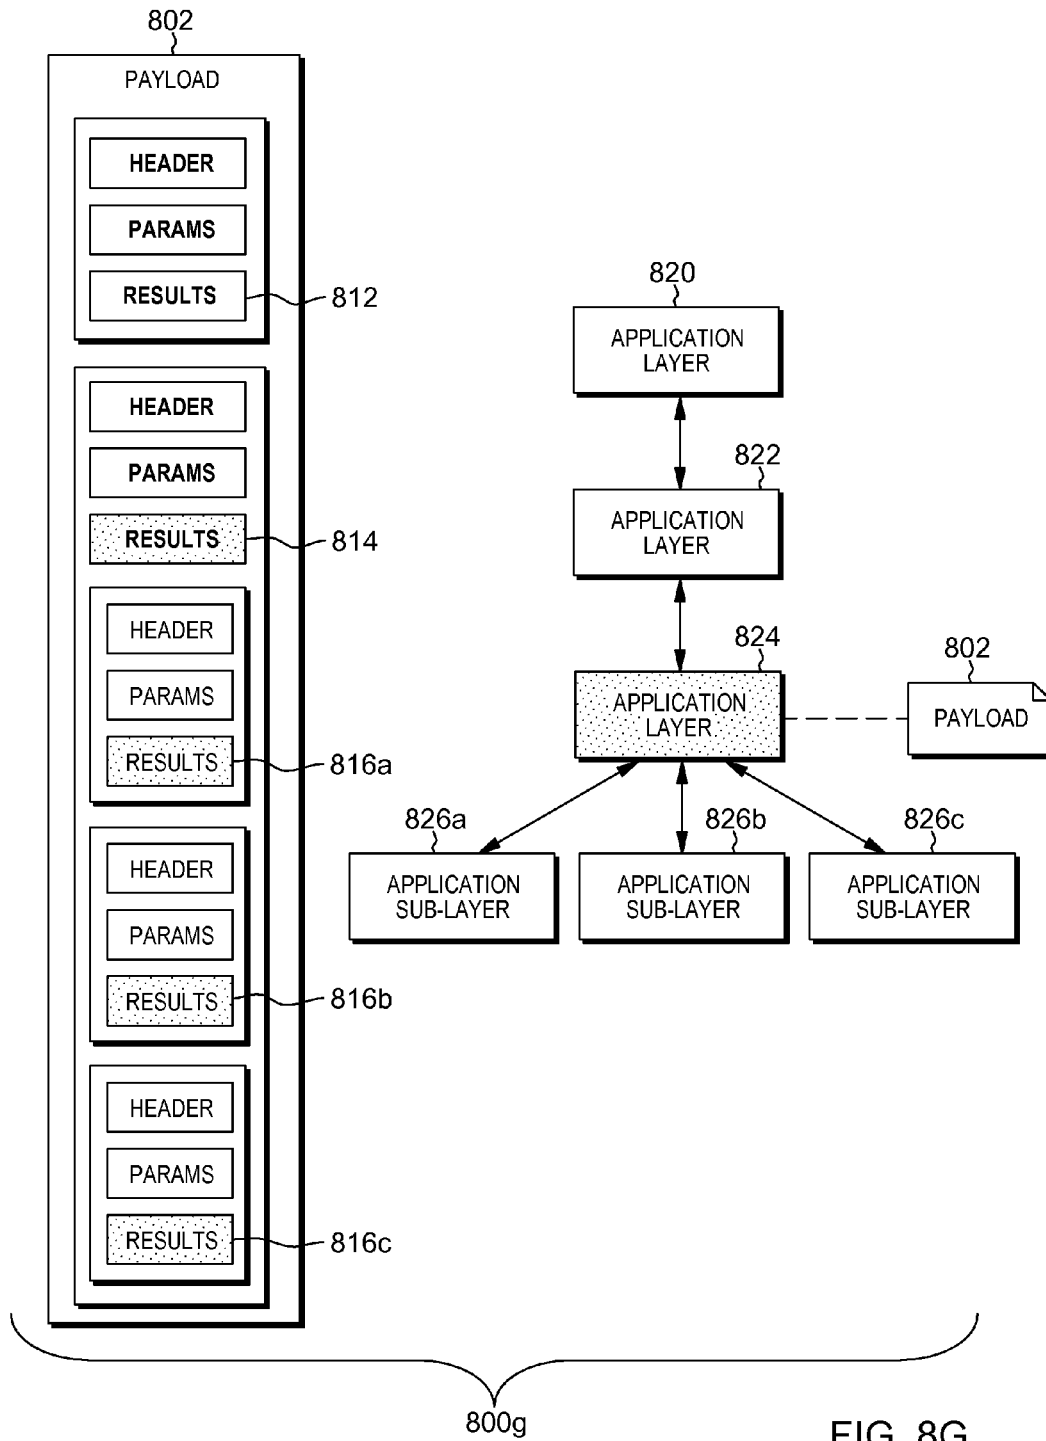 802
PAYLOAD
HEADER
PARAMS
RESULTS
812
HEADER
PARAMS
RESULTS
814
HEADER
PARAMS
RESULTS
816a
HEADER
PARAMS
RESULTS
816b
HEADER
PARAMS
RESULTS
816c
820
APPLICATION
LAYER
822
APPLICATION
LAYER
824
APPLICATION
LAYER
802
PAYLOAD
826a
APPLICATION
SUB-LAYER
826b
APPLICATION
SUB-LAYER
826c
APPLICATION
SUB-LAYER
800g
FIG. 8G